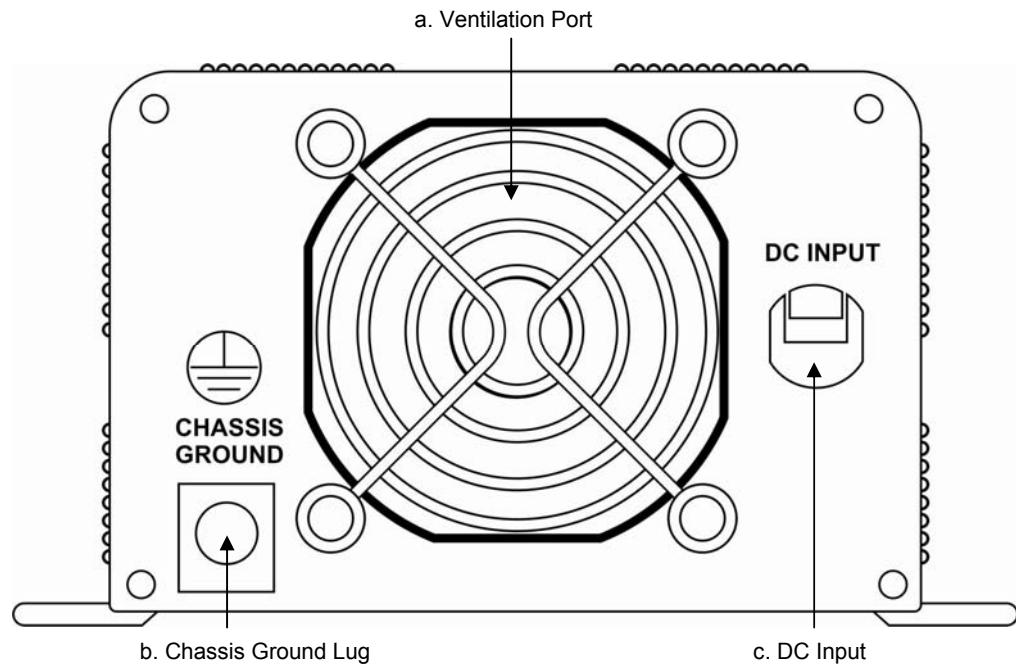 a. Ventilation Port
DC INPUT
CHASSIS
GROUND
b. Chassis Ground Lug
c. DC Input